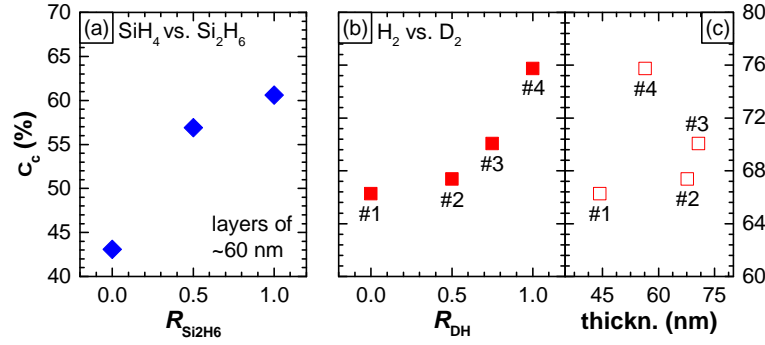 (a) SiH4 vs. Si2H6
(b) H2 vs. D2
(c)
70
65
60
55
50
45
40
Cc (%)
layers of
~60 nm
0.0 0.5 1.0
RSi2H6
#1
#2
#3
#4
0.0 0.5 1.0
RDH
#4
#3
#2
#1
45 60 75
thickn. (nm)
80
76
72
68
64
60